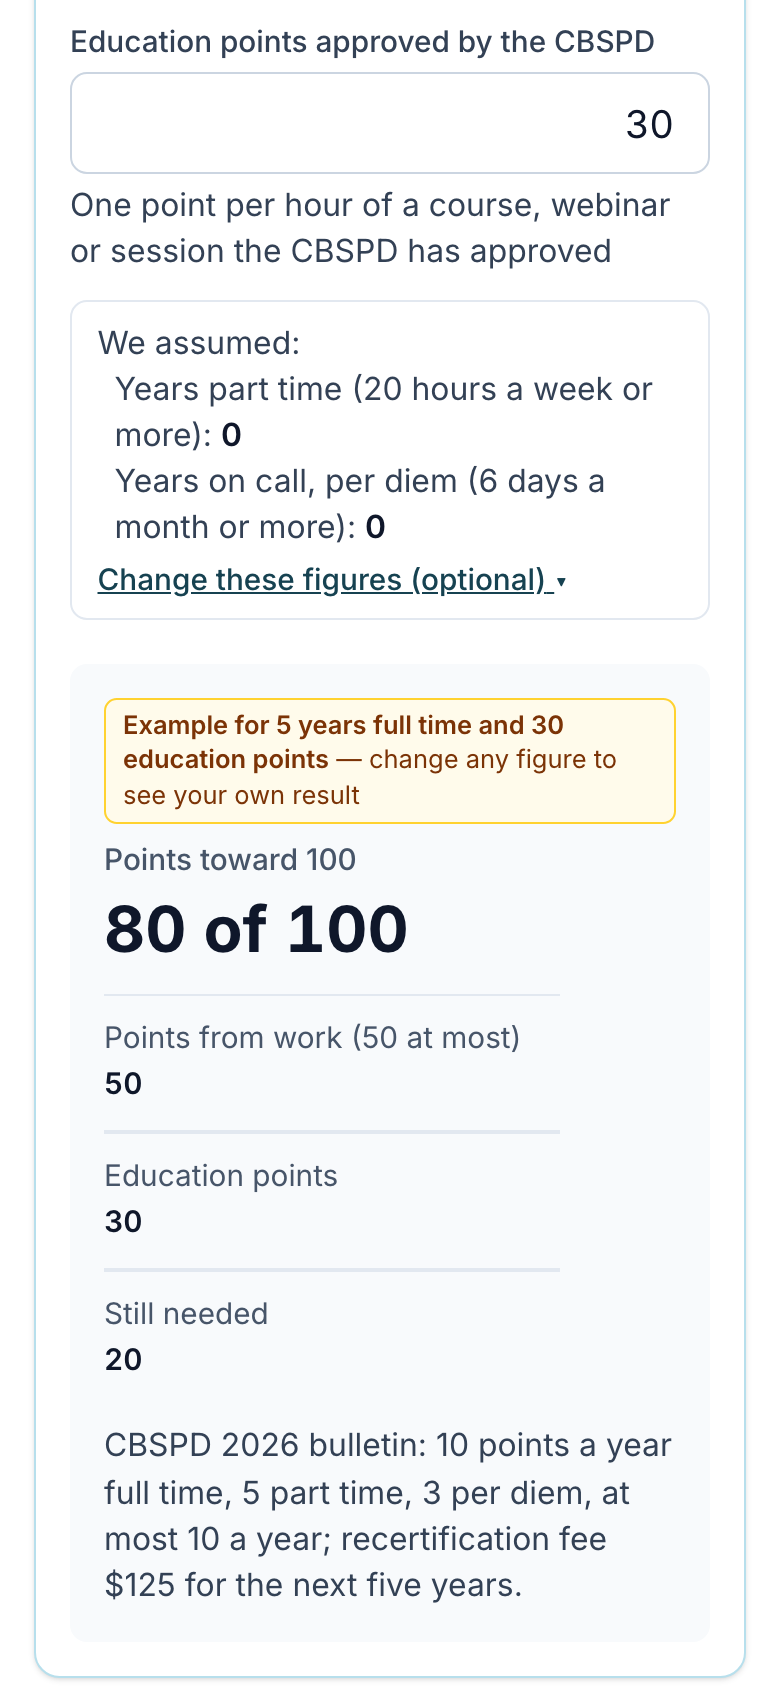 Education points approved by the CBSPD
30
One point per hour of a course, webinar
or session the CBSPD has approved
We assumed:
Years part time (20 hours a week or
more): 0
Years on call, per diem (6 days a
month or more): 0
Change these figures (optional) ▾
Example for 5 years full time and 30
education points — change any figure to
see your own result
Points toward 100
80 of 100
Points from work (50 at most)
50
Education points
30
Still needed
20
CBSPD 2026 bulletin: 10 points a year
full time, 5 part time, 3 per diem, at
most 10 a year; recertification fee
$125 for the next five years.